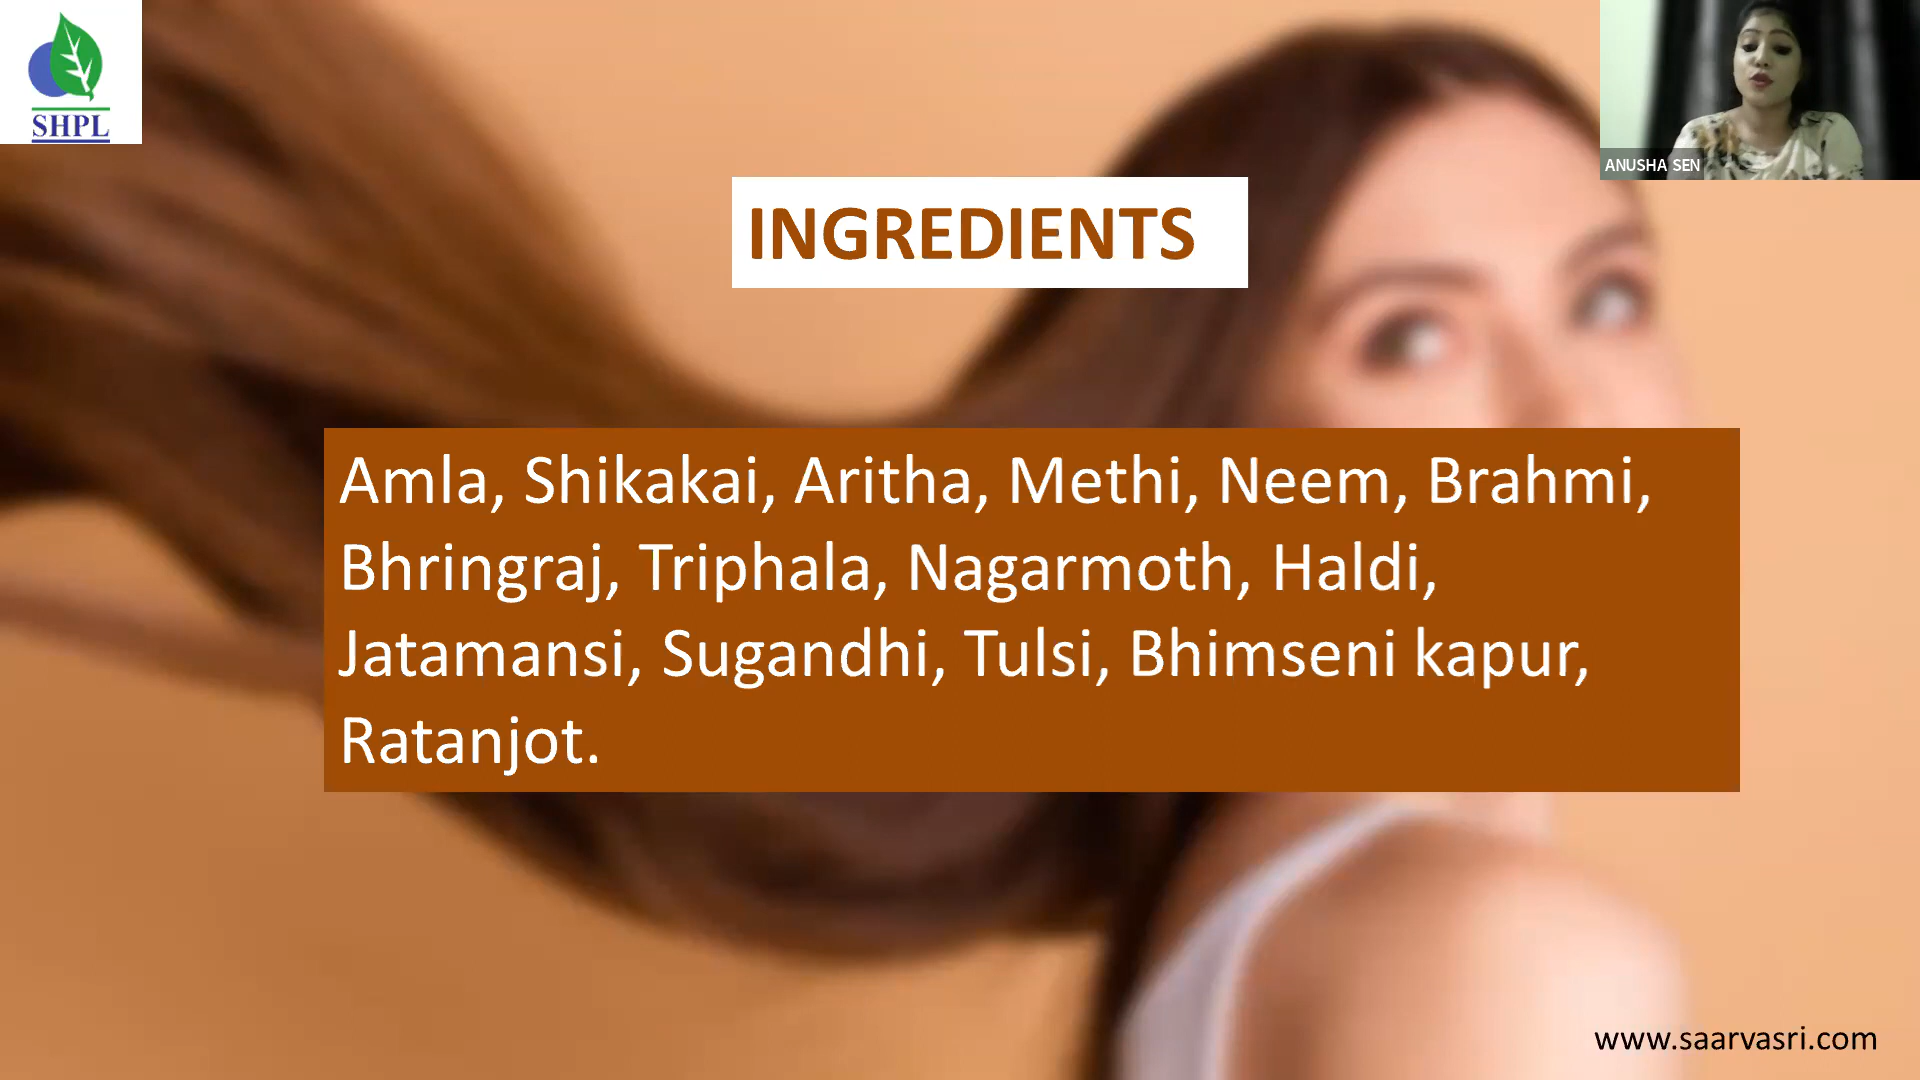 SHPL
ANUSHA SEN
INGREDIENTS
Amla, Shikakai, Aritha, Methi, Neem, Brahmi,
Bhringraj, Triphala, Nagarmoth, Haldi,
Jatamansi, Sugandhi, Tulsi, Bhimseni kapur,
Ratanjot.
www.saarvasri.com